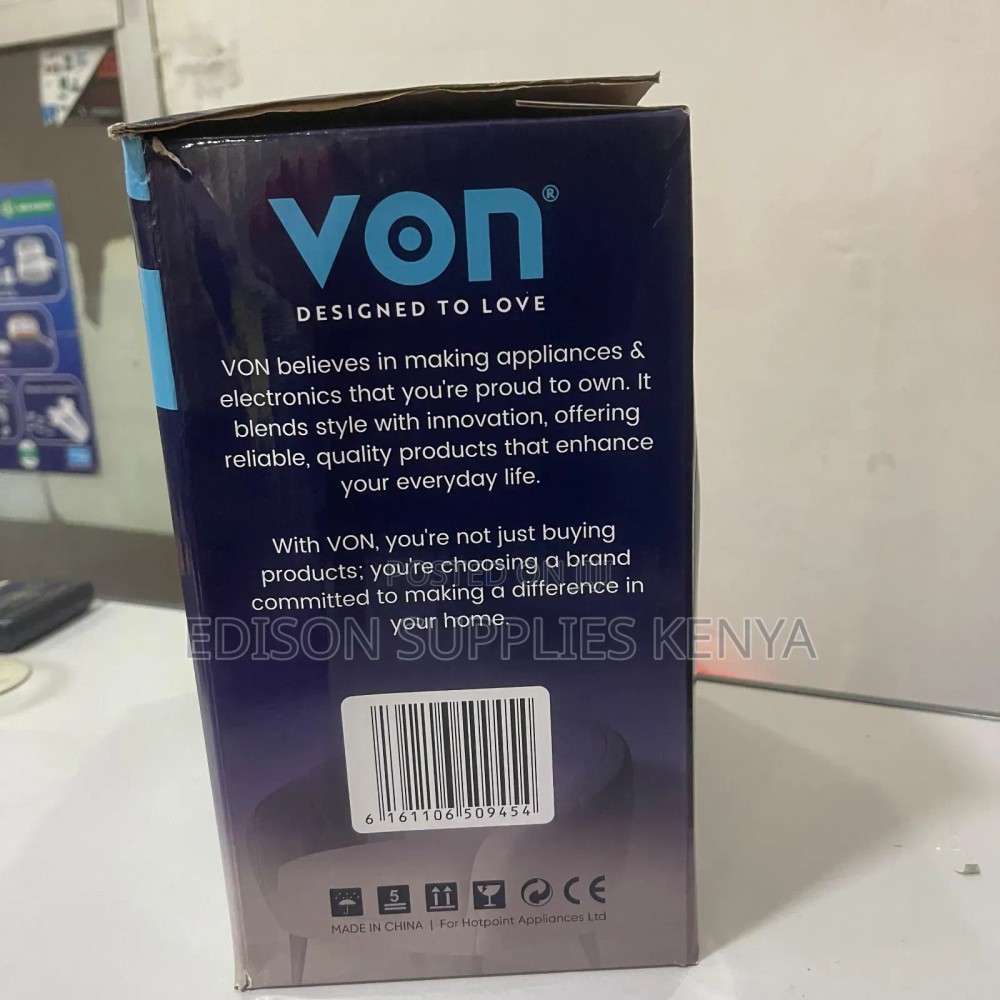 von®
DESIGNED TO LOVE
VON believes in making appliances &
electronics that you're proud to own. It
blends style with innovation, offering
reliable, quality products that enhance
your everyday life.
With VON, you're not just buying
products; you're choosing a brand
committed to making a difference in
your home.
POSTED ON
EDISON SUPPLIES KENYA
6 161106 509454
5
CE
MADE IN CHINA | For Hotpoint Appliances Ltd